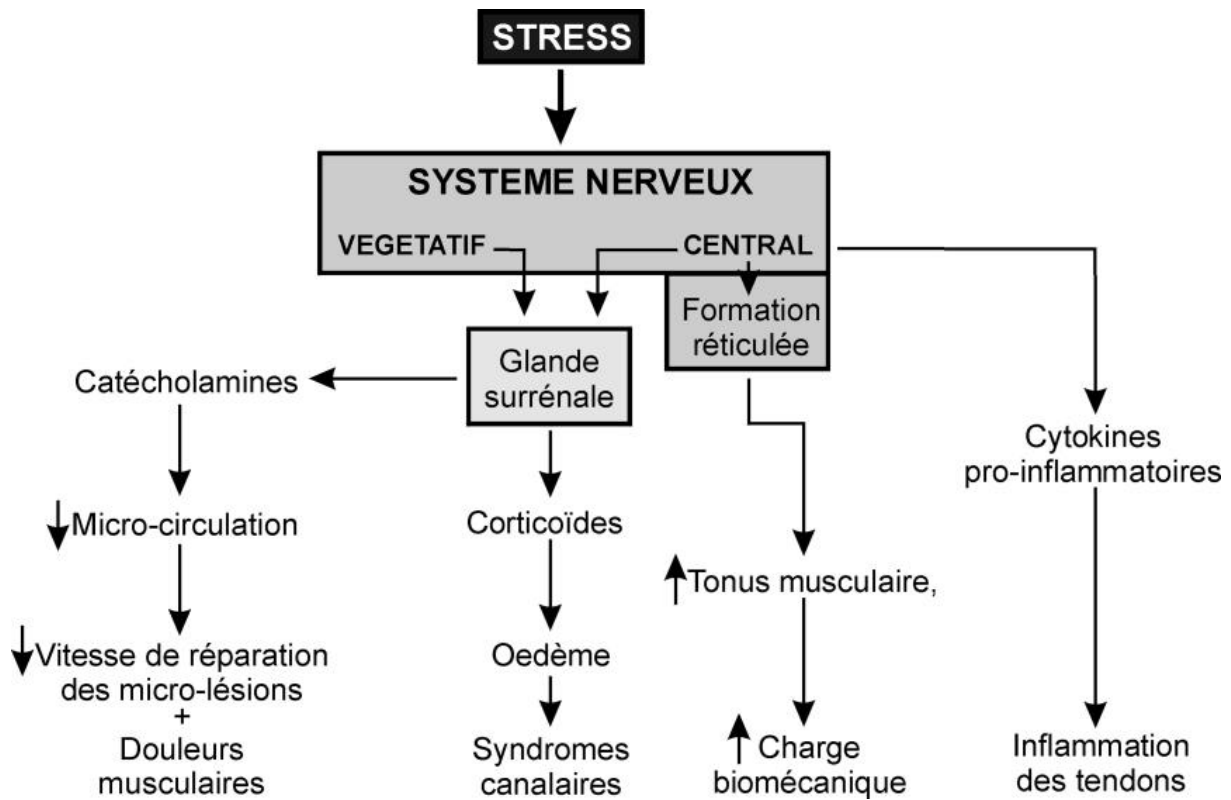 STRESS
SYSTEME NERVEUX
VEGETATIF
CENTRAL
Formation
réticulée
Glande
surrénale
Catécholamines
Cytokines
pro-inflammatoires
Micro-circulation
Corticoïdes
Tonus musculaire,
Vitesse de réparation
des micro-lésions
+
Douleurs
musculaires
Oedème
Syndromes
canalaires
Charge
biomécanique
Inflammation
des tendons